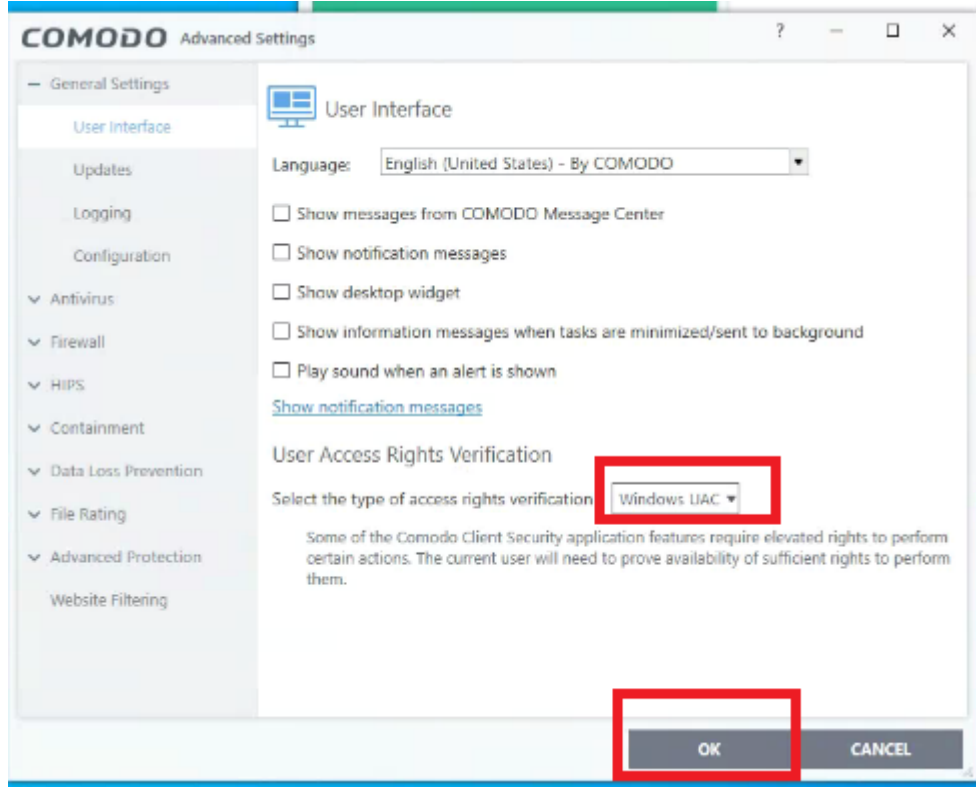 COMODO Advanced Settings ?
General Settings
User Interface
Updates
Logging
Configuration
Antivirus
Firewall
HIPS
Containment
Data Loss Prevention
File Rating
Advanced Protection
Website Filtering
User Interface
Language: English (United States) - By COMODO
Show messages from COMODO Message Center
Show notification messages
Show desktop widget
Show information messages when tasks are minimized/sent to background
Play sound when an alert is shown
Show notification messages
User Access Rights Verification
Select the type of access rights verification Windows UAC
Some of the Comodo Client Security application features require elevated rights to perform
certain actions. The current user will need to prove availability of sufficient rights to perform
them.
OK CANCEL